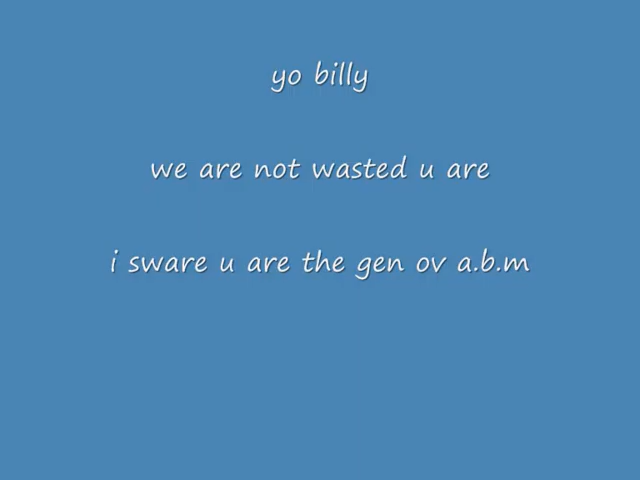 yo billy
we are not wasted u are
i sware u are the gen ov a.b.m